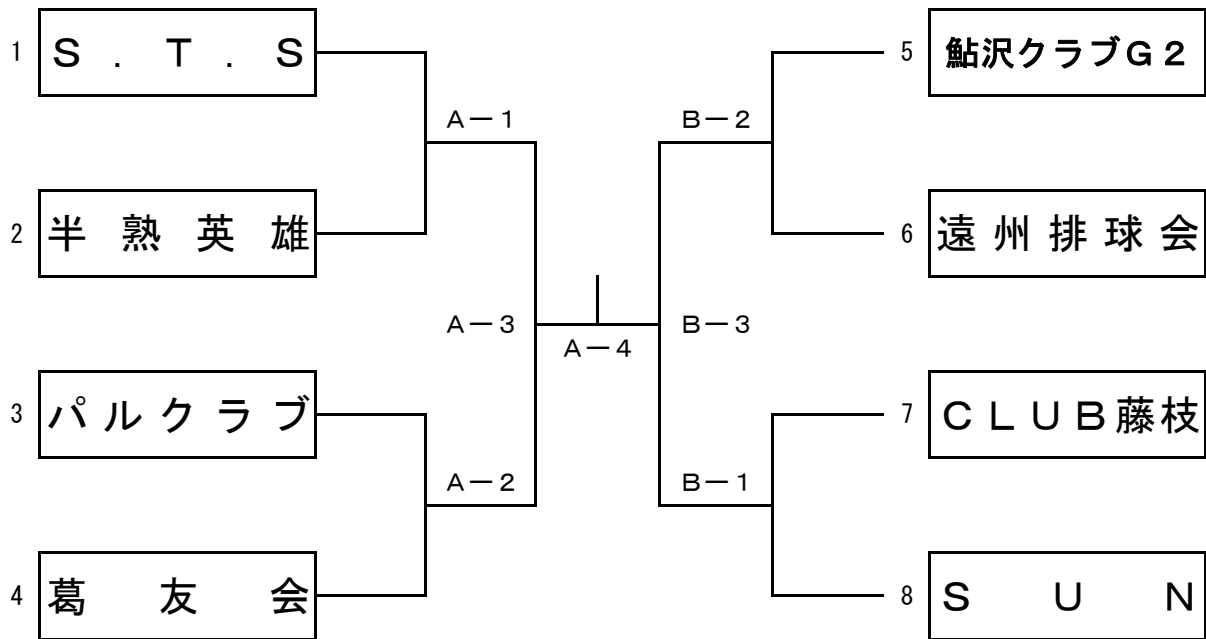 1 S.T.S
2 半熟英雄
3 パルクラブ
4 葛友会
A－1
A－3
A－2
A－4
B－2
B－3
B－1
5 鮎沢クラブG2
6 遠州排球会
7 CLUB藤枝
8 SUN